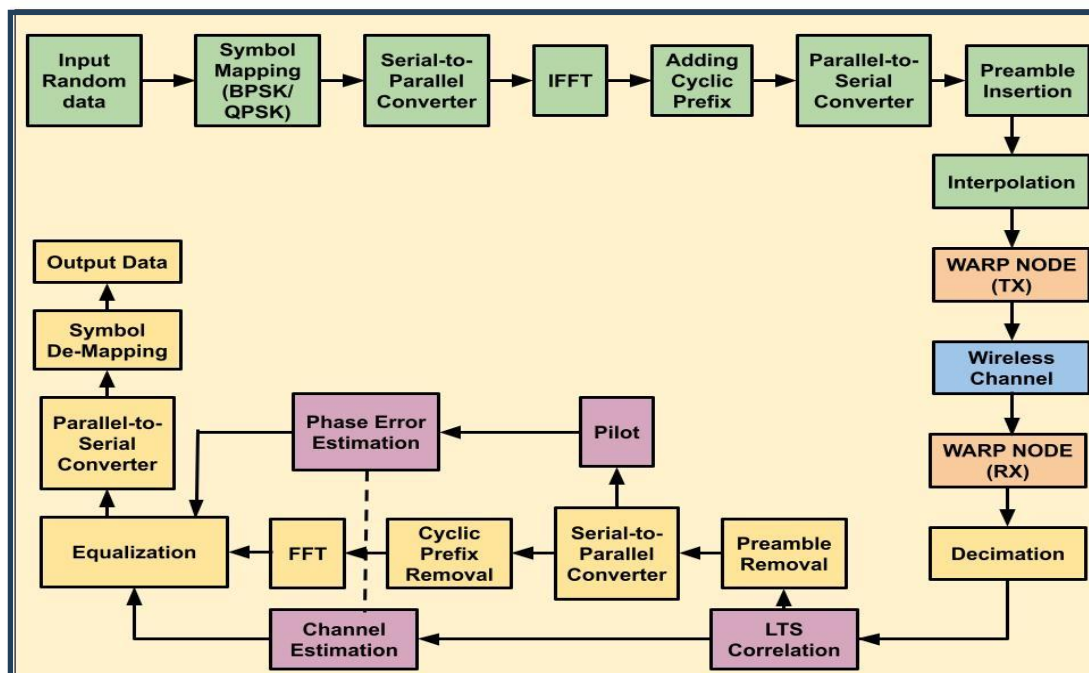 Input
Random
data
Symbol
Mapping
(BPSK/
QPSK)
Serial-to-
Parallel
Converter
IFFT
Adding
Cyclic
Prefix
Parallel-to-
Serial
Converter
Preamble
Insertion
Interpolation
WARP NODE
(TX)
Wireless
Channel
WARP NODE
(RX)
Decimation
LTS
Correlation
Preamble
Removal
Serial-to-
Parallel
Converter
Pilot
Phase Error
Estimation
Cyclic
Prefix
Removal
FFT
Channel
Estimation
Equalization
Parallel-to-
Serial
Converter
Symbol
De-Mapping
Output Data